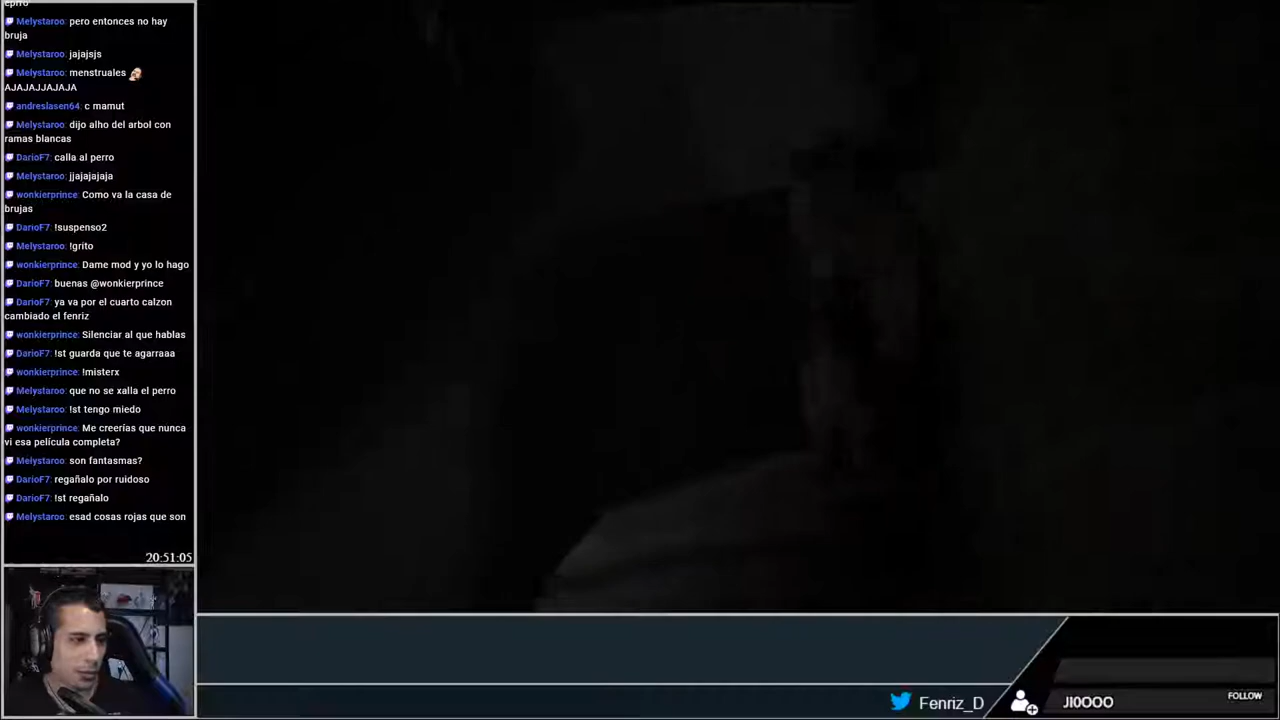 Melystaroo: pero entonces no hay
bruja
Melystaroo: jajajsjs
Melystaroo: menstruales
AJAJAJJAJAJA
andreslasen64: c mamut
Melystaroo: dijo alho del arbol con
ramas blancas
DarioF7: calla al perro
Melystaroo: jjajajajaja
wonkierprince: Como va la casa de
brujas
DarioF7: !suspenso2
Melystaroo: !grito
wonkierprince: Dame mod y yo lo hago
DarioF7: buenas @wonkierprince
DarioF7: ya va por el cuarto calzon
cambiado el fenriz
wonkierprince: Silenciar al que hablas
DarioF7: !st guarda que te agarraaa
wonkierprince: !misterx
Melystaroo: que no se xalla el perro
Melystaroo: !st tengo miedo
wonkierprince: Me creerías que nunca
vi esa película completa?
Melystaroo: son fantasmas?
DarioF7: regañalo por ruidoso
DarioF7: !st regañalo
Melystaroo: esad cosas rojas que son
20:51:05
Fenriz_D
JI0OOO
FOLLOW